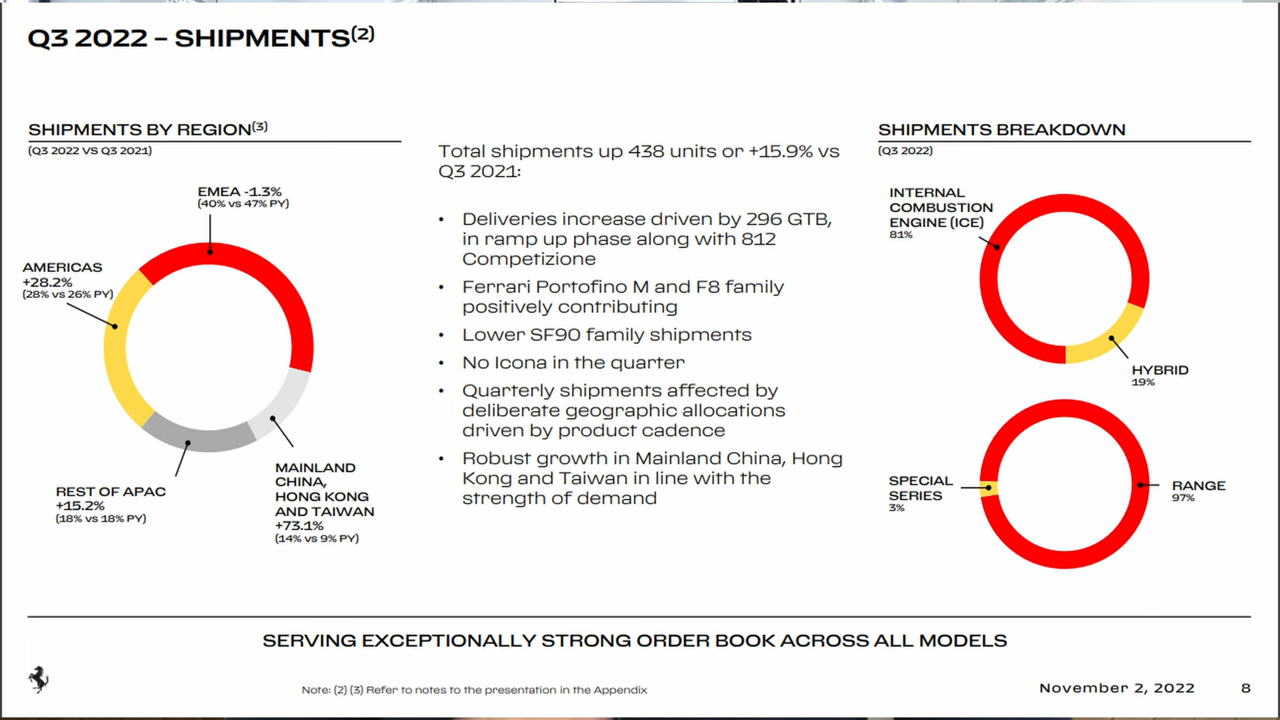 Q3 2022 – SHIPMENTS(2)
SHIPMENTS BY REGION(3)
(Q3 2022 VS Q3 2021)
EMEA -1.3%
(40% vs 47% PY)
AMERICAS
+28.2%
(28% vs 26% PY)
REST OF APAC
+15.2%
(18% vs 18% PY)
MAINLAND
CHINA,
HONG KONG
AND TAIWAN
+73.1%
(14% vs 9% PY)
Total shipments up 438 units or +15.9% vs
Q3 2021:
• Deliveries increase driven by 296 GTB,
in ramp up phase along with 812
Competizione
• Ferrari Portofino M and F8 family
positively contributing
• Lower SF90 family shipments
• No Icona in the quarter
• Quarterly shipments affected by
deliberate geographic allocations
driven by product cadence
• Robust growth in Mainland China, Hong
Kong and Taiwan in line with the
strength of demand
SHIPMENTS BREAKDOWN
(Q3 2022)
INTERNAL
COMBUSTION
ENGINE (ICE)
81%
HYBRID
19%
SPECIAL
SERIES
3%
RANGE
97%
SERVING EXCEPTIONALLY STRONG ORDER BOOK ACROSS ALL MODELS
Note: (2) (3) Refer to notes to the presentation in the Appendix
November 2, 2022
8